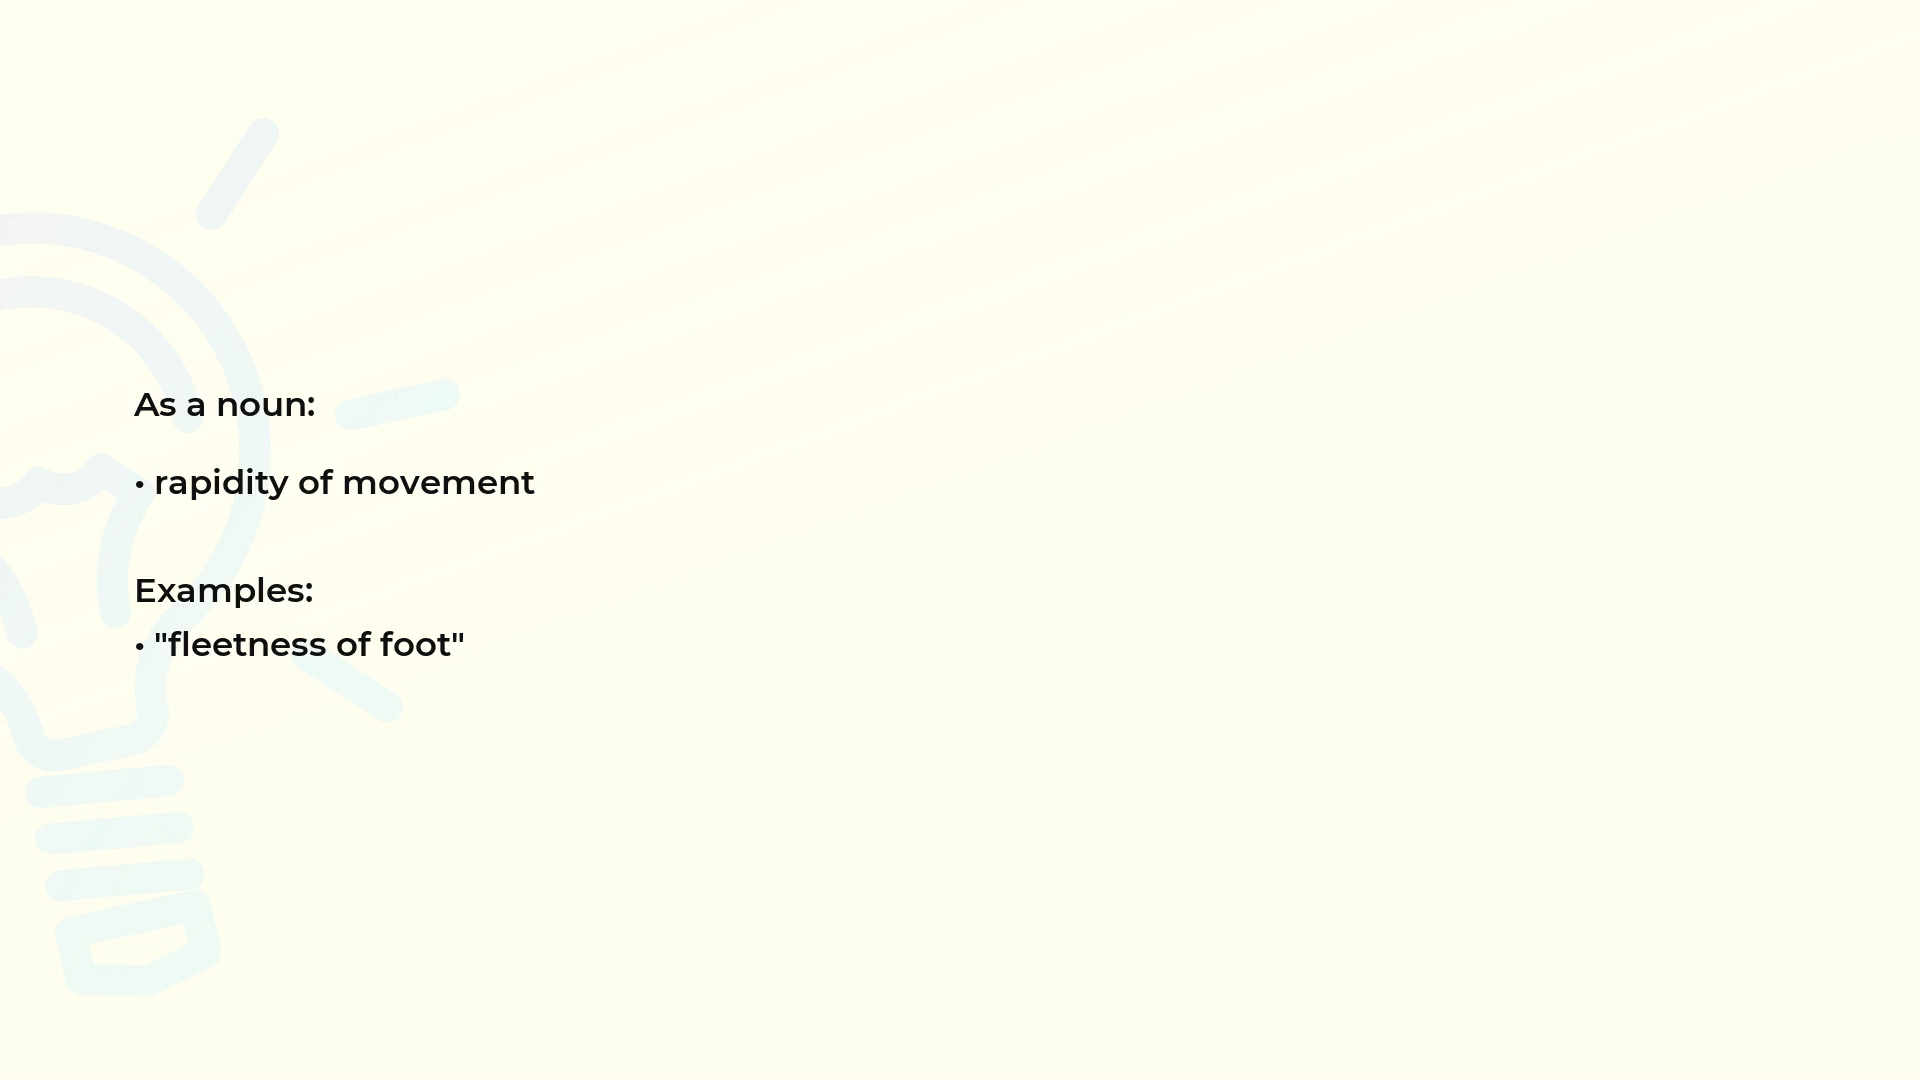 As a noun:
• rapidity of movement
Examples:
• "fleetness of foot"